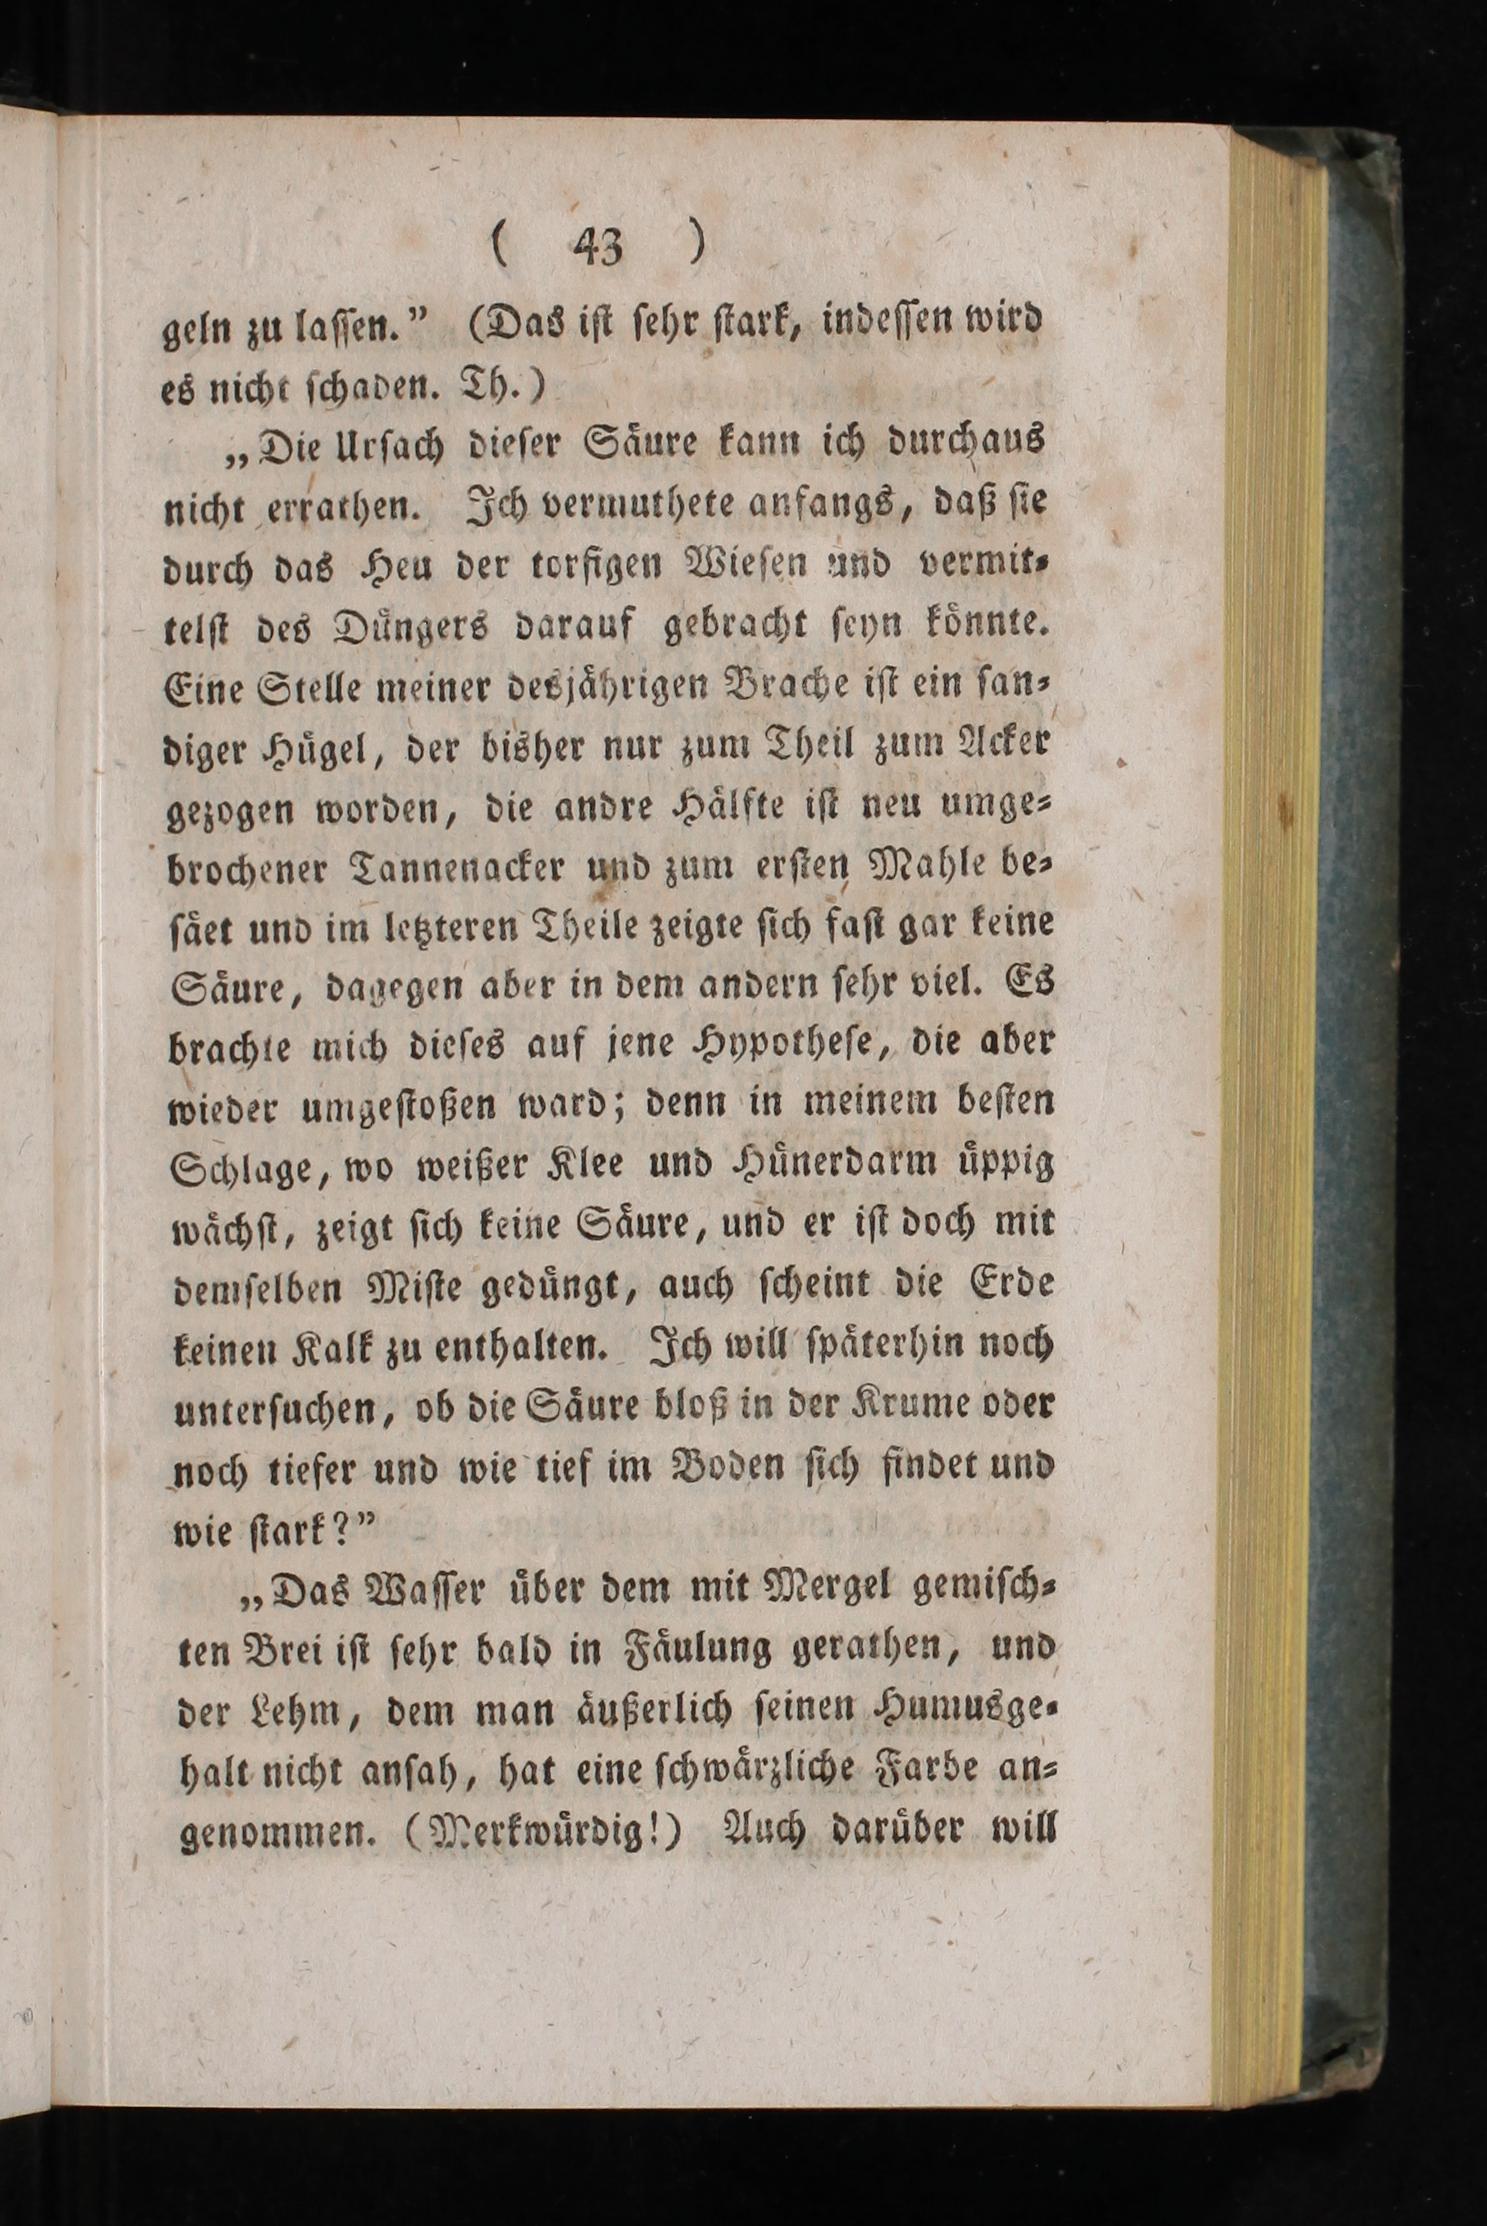 ( 43 )
geln zu laſſen.” (Das iſt ſehr ſtark, indeſſen wird
es nicht ſchaden. Th.)
„Die Urſach dieſer Säure kann ich durchaus
nicht errathen. Ich vermuthete anfangs, daß ſie
durch das Heu der torfigen Wieſen und vermit⸗
telſt des Düngers darauf gebracht ſeyn könnte.
Eine Stelle meiner desjährigen Brache iſt ein ſan⸗
diger Hügel, der bisher nur zum Theil zum Acker
gezogen worden, die andre Hälfte iſt neu umge⸗
brochener Tannenacker und zum erſten Mahle be⸗
ſäet und im letzteren Theile zeigte ſich faſt gar keine
Säure, dagegen aber in dem andern ſehr viel. Es
brachte mich dieſes auf jene Hypotheſe, die aber
wieder umgeſtoßen ward; denn in meinem beſten
Schlage, wo weißer Klee und Hünerdarm üppig
wächſt, zeigt ſich keine Säure, und er iſt doch mit
demſelben Miſte gedüngt, auch ſcheint die Erde
keinen Kalk zu enthalten. Ich will ſpäterhin noch
unterſuchen, ob die Säure bloß in der Krume oder
noch tiefer und wie tief im Boden ſich findet und
wie ſtark?”
„Das Waſſer über dem mit Mergel gemiſch⸗
ten Brei iſt ſehr bald in Fäulung gerathen, und
der Lehm, dem man äußerlich ſeinen Humusge⸗
halt nicht anſah, hat eine ſchwärzliche Farbe an⸗
genommen. (Merkwürdig!) Auch darüber will